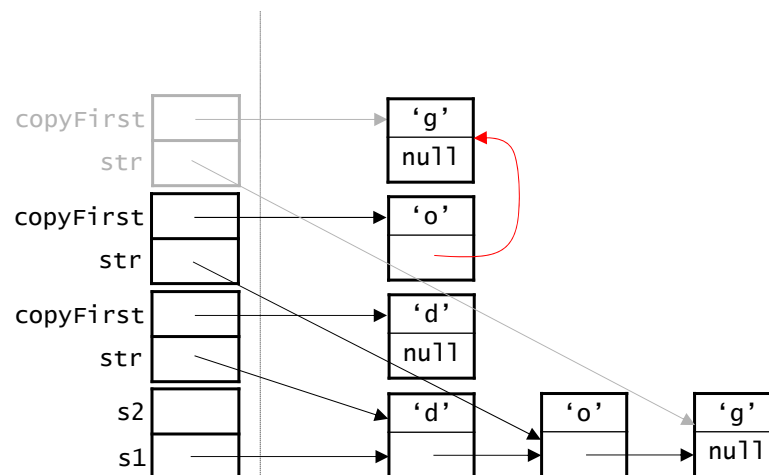 copyFirst ‘g’
str null
copyFirst ‘o’
str
copyFirst ‘d’
str null
s2 ‘d’ ‘o’ ‘g’
s1 null